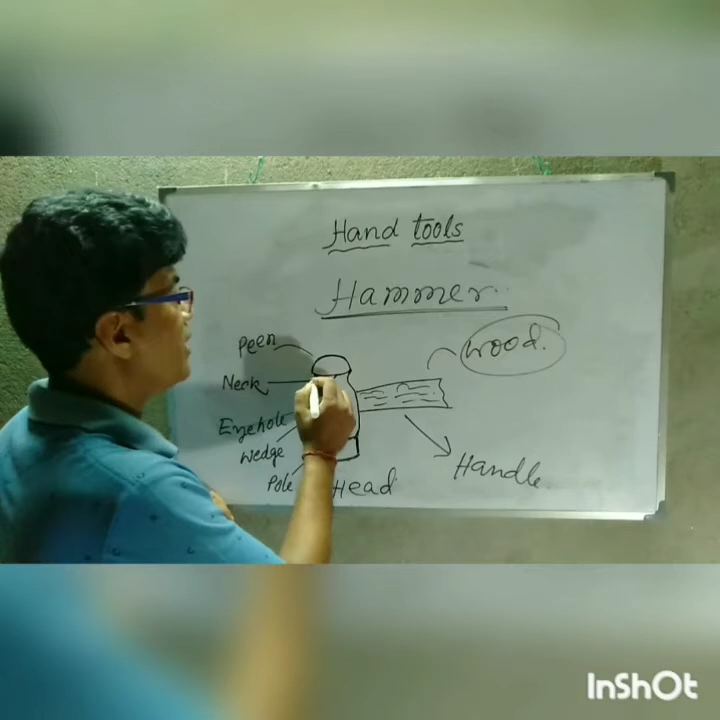 Hand tools
Hammer
Peen
Wood.
Neck
Eyehole
Wedge
Pole
Head
Handle
InShOt